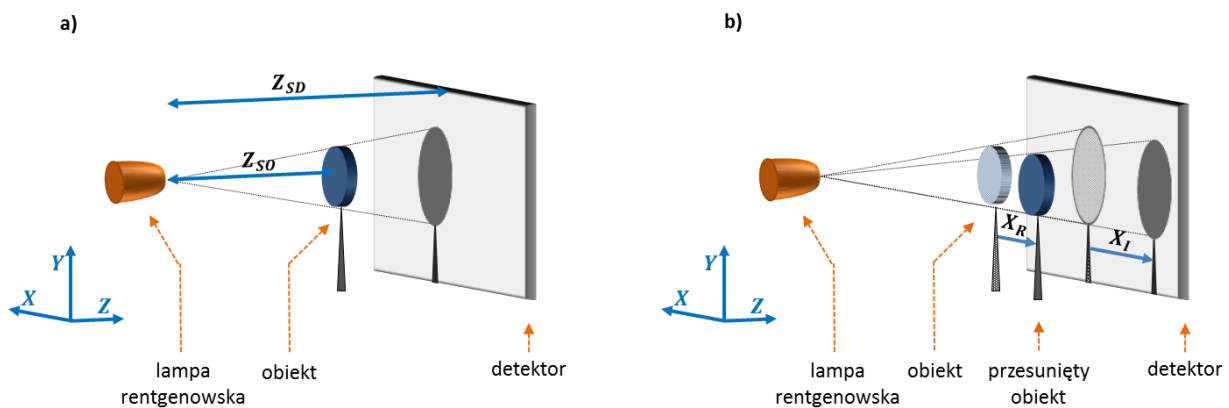 a)
Z_SD
Z_SO
Y
X
Z
lampa
rentgenowska
obiekt
detektor
b)
X_R
X_I
Y
X
Z
lampa
rentgenowska
obiekt
przesunięty
obiekt
detektor